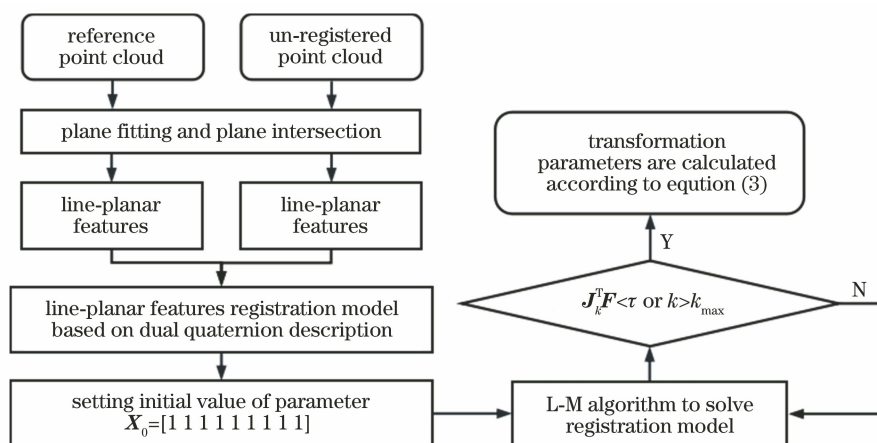 reference
point cloud
un-registered
point cloud
plane fitting and plane intersection
line-planar
features
line-planar
features
line-planar features registration model
based on dual quaternion description
setting initial value of parameter
X₀=[1 1 1 1 1 1 1 1 1]
L-M algorithm to solve
registration model
JₖᵀF<τ or k>kₘₐₓ
Y
N
transformation
parameters are calculated
according to eqution (3)